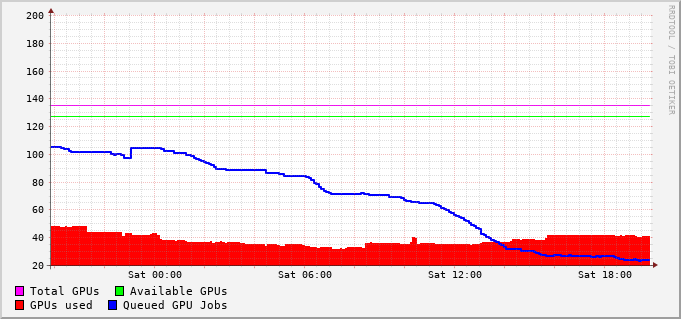 200
180
160
140
120
100
80
60
40
20
Sat 00:00 Sat 06:00 Sat 12:00 Sat 18:00
Total GPUs Available GPUs
GPUs used Queued GPU Jobs
RRDTOOL / TOBI OETIKER